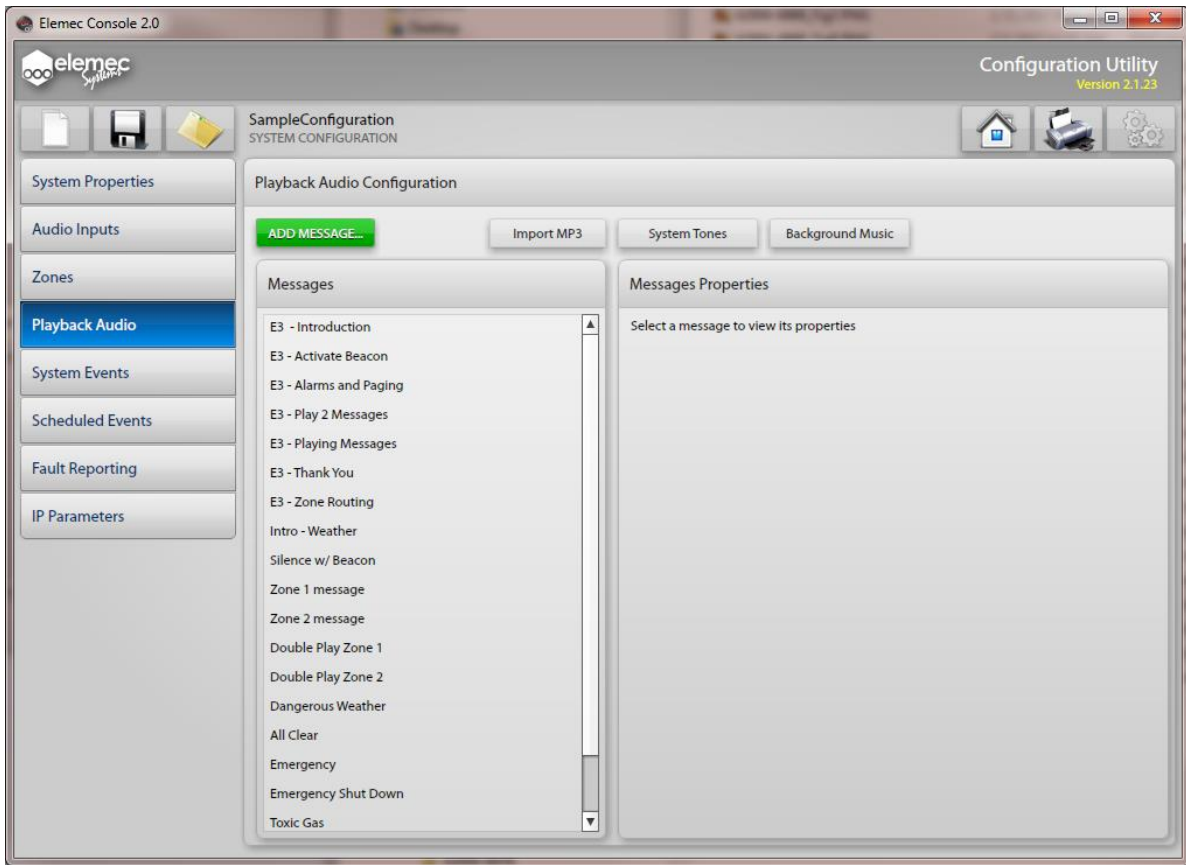 Elemec Console 2.0
elemec
Systems
Configuration Utility
Version 2.1.23
SampleConfiguration
SYSTEM CONFIGURATION
System Properties
Audio Inputs
Zones
Playback Audio
System Events
Scheduled Events
Fault Reporting
IP Parameters
Playback Audio Configuration
ADD MESSAGE...
Import MP3
System Tones
Background Music
Messages
E3 - Introduction
E3 - Activate Beacon
E3 - Alarms and Paging
E3 - Play 2 Messages
E3 - Playing Messages
E3 - Thank You
E3 - Zone Routing
Intro - Weather
Silence w/ Beacon
Zone 1 message
Zone 2 message
Double Play Zone 1
Double Play Zone 2
Dangerous Weather
All Clear
Emergency
Emergency Shut Down
Toxic Gas
Messages Properties
Select a message to view its properties